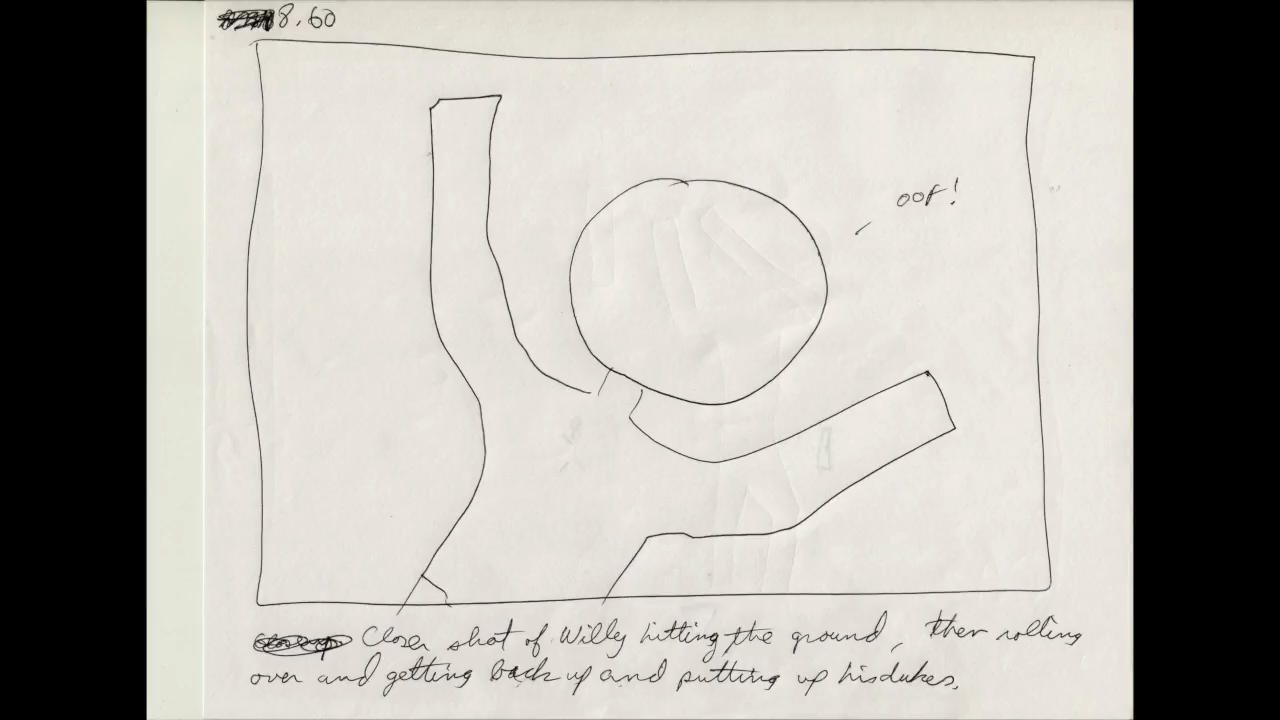 8.60
OOF!
Closer shot of Willy hitting the ground, then rolling
over and getting back up and putting up his dukes.